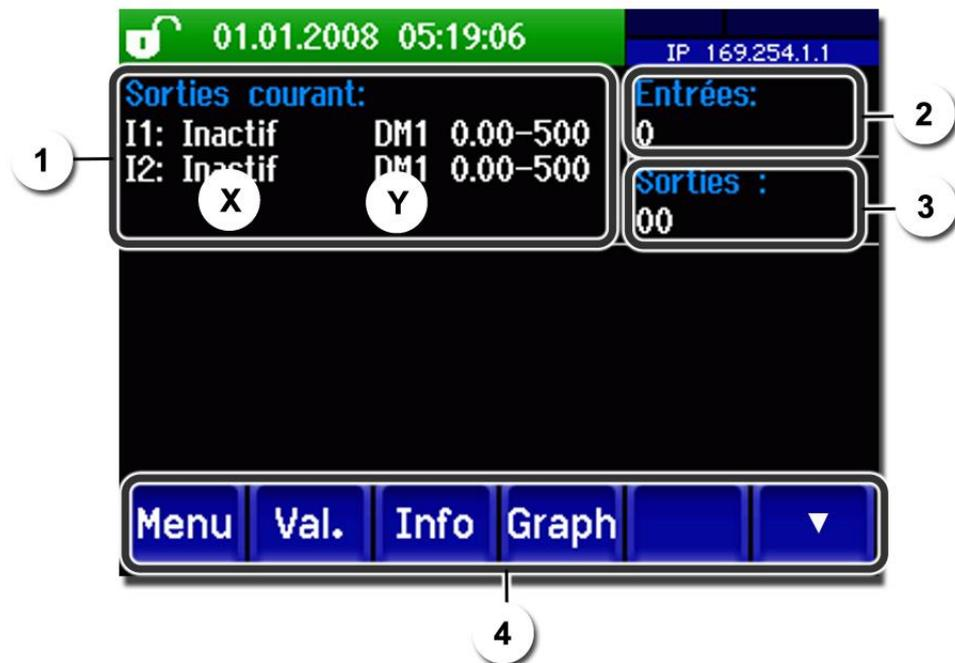 01.01.2008 05:19:06
IP 169.254.1.1
Sorties courant:
I1: Inactif DM1 0.00-500
I2: Inactif DM1 0.00-500
X Y
Entrées:
0
Sorties :
00
1
2
3
Menu Val. Info Graph ▼
4